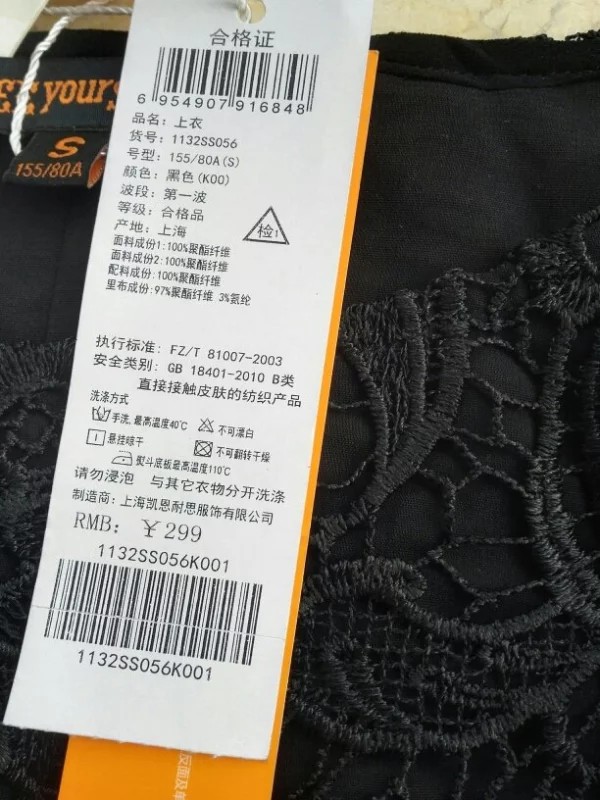 合格证
6 954907 916848
品名：上衣
货号：1132SS056
号型：155/80A(S)
颜色：黑色(K00)
波段：第一波
等级：合格品
产地：上海
检1
面料成份1:100%聚酯纤维
面料成份2:100%聚酯纤维
配料成份:100%聚酯纤维
里布成份:97%聚酯纤维 3%氨纶
执行标准：FZ/T 81007-2003
安全类别：GB 18401-2010 B类
直接接触皮肤的纺织产品
洗涤方式
手洗,最高温度40℃ 不可漂白
悬挂晾干 不可翻转干燥
熨斗底板最高温度110℃
请勿浸泡 与其它衣物分开洗涤
制造商：上海凯恩耐思服饰有限公司
RMB：￥299
1132SS056K001
1132SS056K001
your
S
155/80A
反面及单